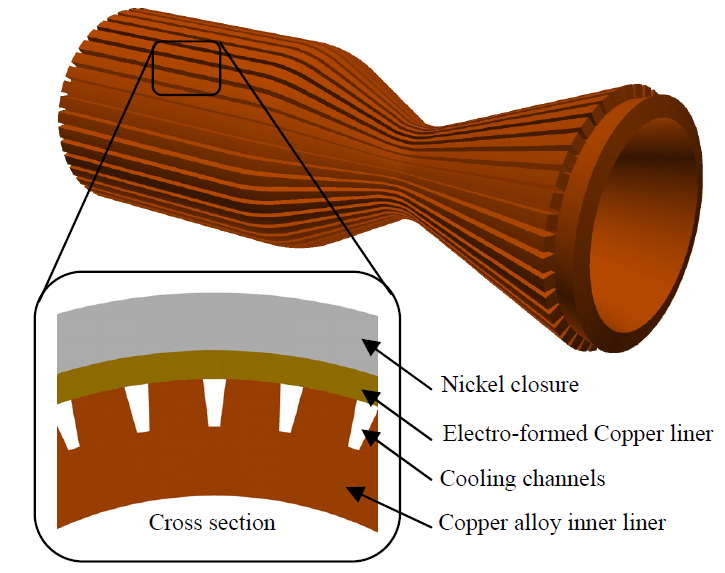 Nickel closure
Electro-formed Copper liner
Cooling channels
Copper alloy inner liner
Cross section